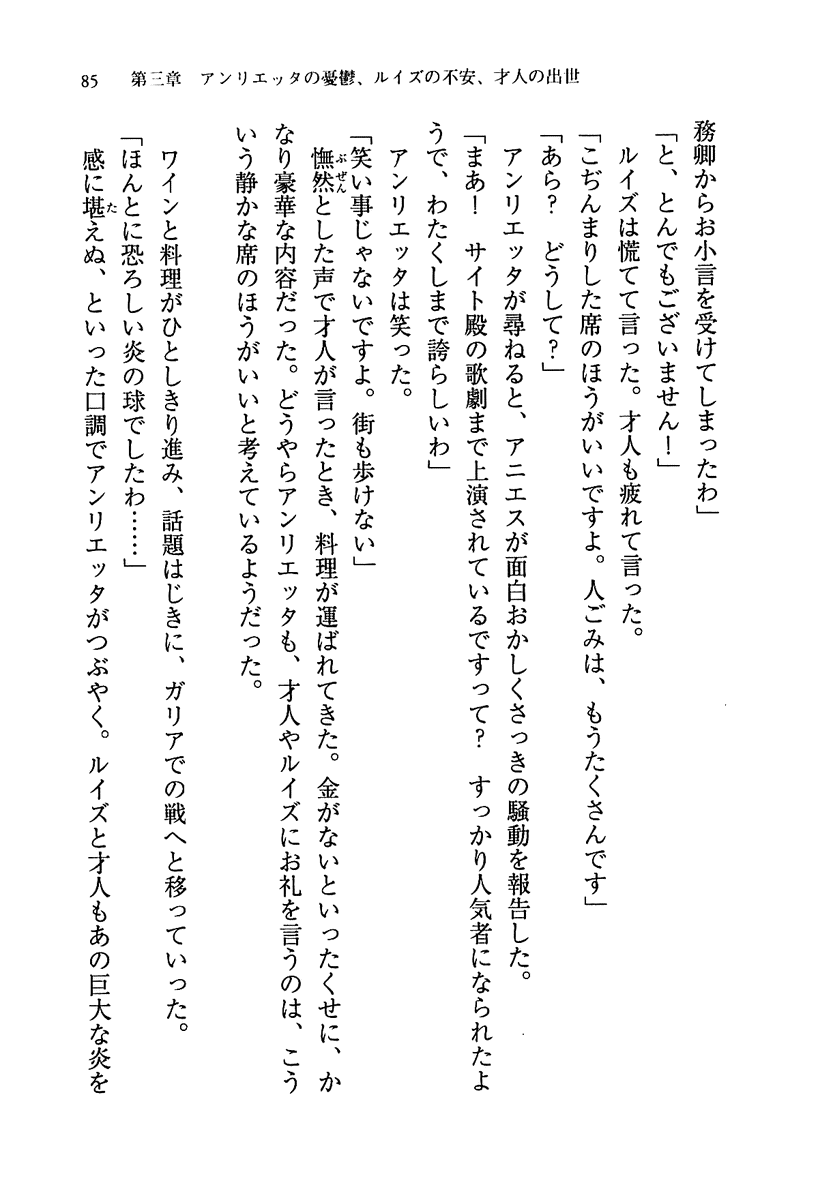 85　第三章　アンリエッタの憂鬱、ルイズの不安、才人の出世
務卿からお小言を受けてしまったわ」
「と、とんでもございません！」
ルイズは慌てて言った。才人も疲れて言った。
「こぢんまりした席のほうがいいですよ。人ごみは、もうたくさんです」
「あら？　どうして？」
アンリエッタが尋ねると、アニエスが面白おかしくさっきの騒動を報告した。
「まあ！　サイト殿の歌劇まで上演されているですって？　すっかり人気者になられたよ
うで、わたくしまで誇らしいわ」
アンリエッタは笑った。
「笑い事じゃないですよ。街も歩けない」
憮然とした声で才人が言ったとき、料理が運ばれてきた。金がないといったくせに、か
なり豪華な内容だった。どうやらアンリエッタも、才人やルイズにお礼を言うのは、こう
いう静かな席のほうがいいと考えているようだった。
ワインと料理がひとしきり進み、話題はじきに、ガリアでの戦へと移っていった。
「ほんとに恐ろしい炎の球でしたわ……」
感に堪えぬ、といった口調でアンリエッタがつぶやく。ルイズと才人もあの巨大な炎を